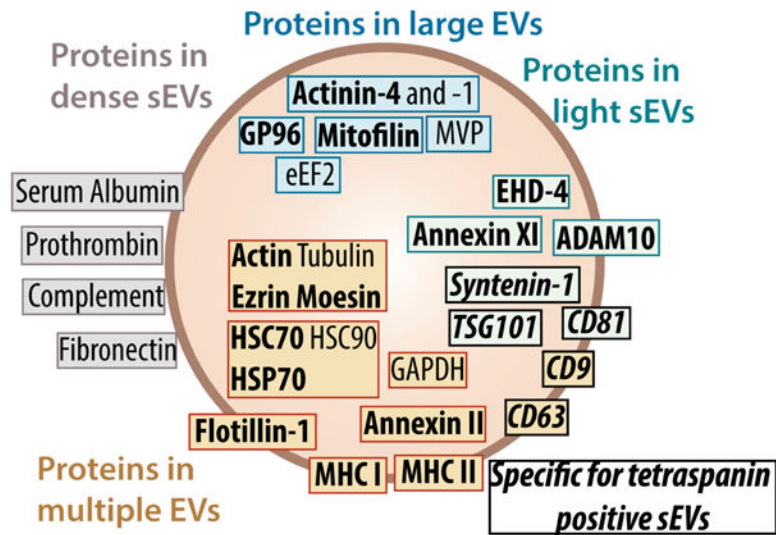 Proteins in large EVs
Proteins in
dense sEVs
Proteins in
light sEVs
Actinin-4 and -1
GP96 Mitofilin MVP
eEF2
Serum Albumin
Prothrombin
Complement
Fibronectin
EHD-4
Annexin XI ADAM10
Actin Tubulin
Ezrin Moesin
Syntenin-1
TSG101 CD81
HSC70 HSC90
HSP70
GAPDH
CD9
CD63
Flotillin-1
Annexin II
MHC I MHC II
Proteins in
multiple EVs
Specific for tetraspanin
positive sEVs